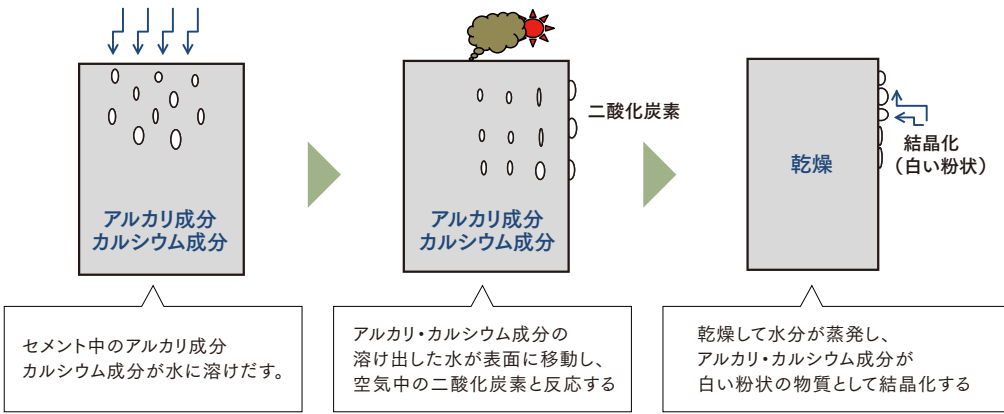 アルカリ成分
カルシウム成分
セメント中のアルカリ成分
カルシウム成分が水に溶けだす。
二酸化炭素
アルカリ成分
カルシウム成分
アルカリ・カルシウム成分の
溶け出した水が表面に移動し、
空気中の二酸化炭素と反応する
乾燥
結晶化
（白い粉状）
乾燥して水分が蒸発し、
アルカリ・カルシウム成分が
白い粉状の物質として結晶化する